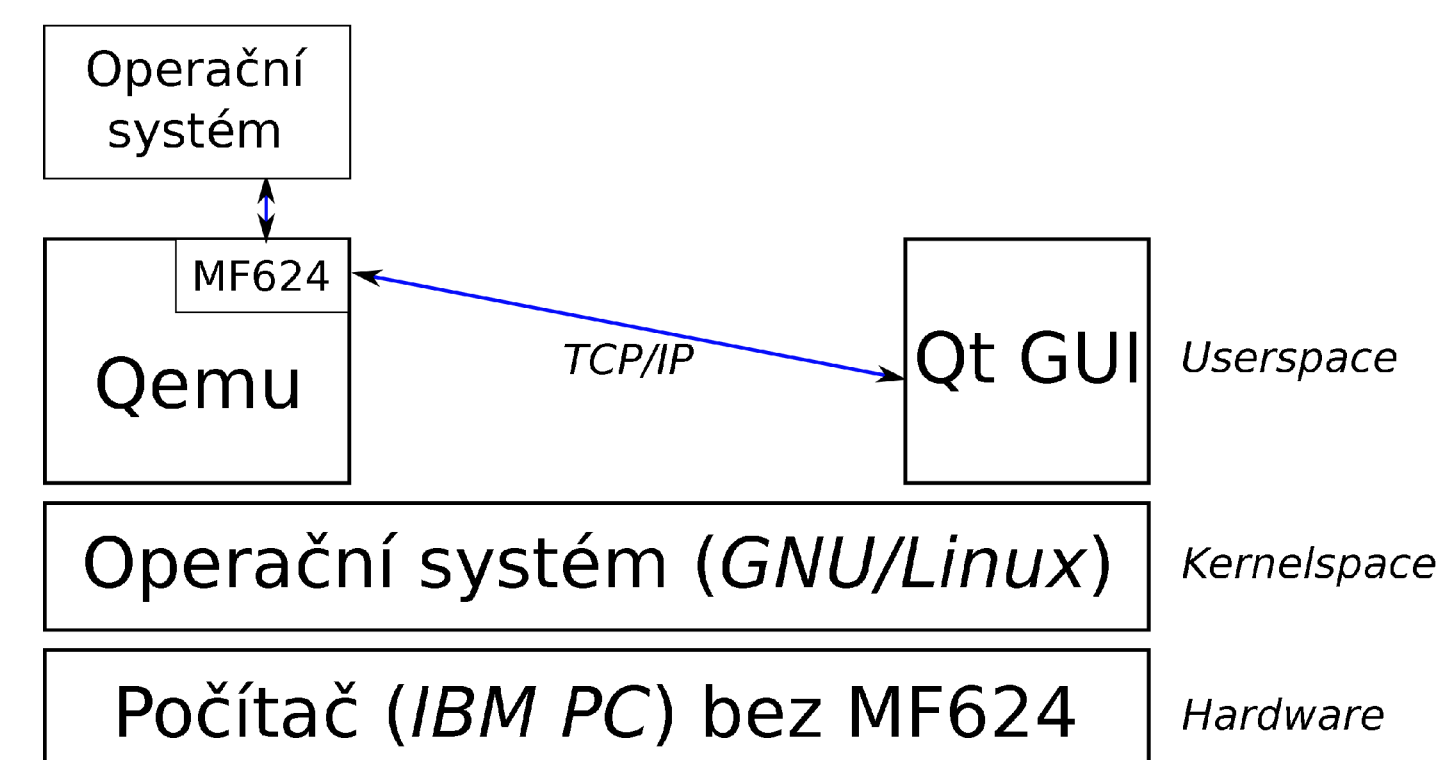 Operační
systém
MF624
Qemu
TCP/IP
Qt GUI
Userspace
Operační systém (GNU/Linux)
Kernelspace
Počítač (IBM PC) bez MF624
Hardware